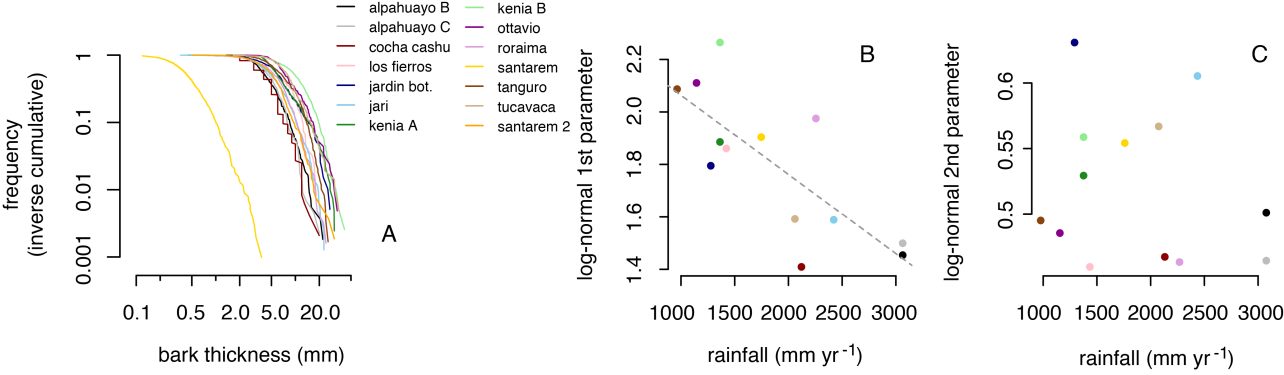 alpahuayo B
alpahuayo C
cocha cashu
los fierros
jardin bot.
jari
kenia A
kenia B
ottavio
roraima
santarem
tanguro
tucavaca
santarem 2
frequency
(inverse cumulative)
1
0.1
0.01
0.001
A
0.1 0.5 2.0 5.0 20.0
bark thickness (mm)
log-normal 1st parameter
2.2
2.0
1.8
1.6
1.4
B
1000 1500 2000 2500 3000
rainfall (mm yr⁻¹)
log-normal 2nd parameter
0.6
0.55
0.5
C
1000 1500 2000 2500 3000
rainfall (mm yr⁻¹)